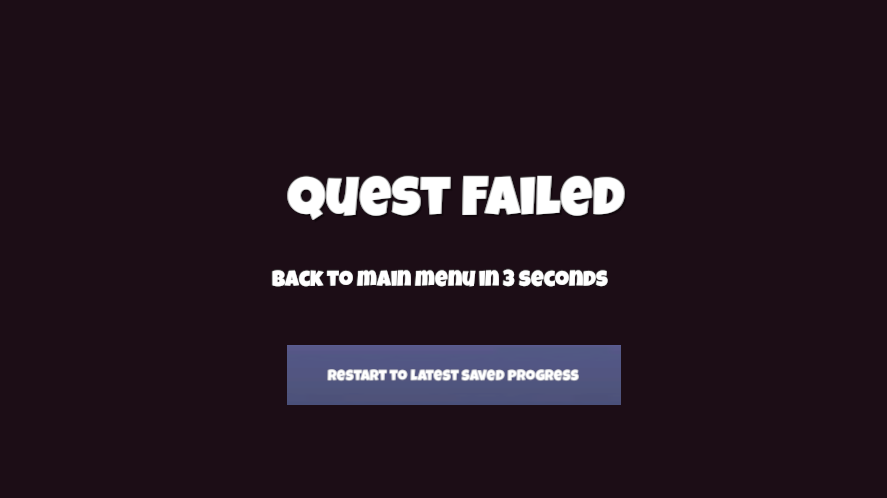 Quest Failed
Back to main menu in 3 seconds
Restart to latest saved progress